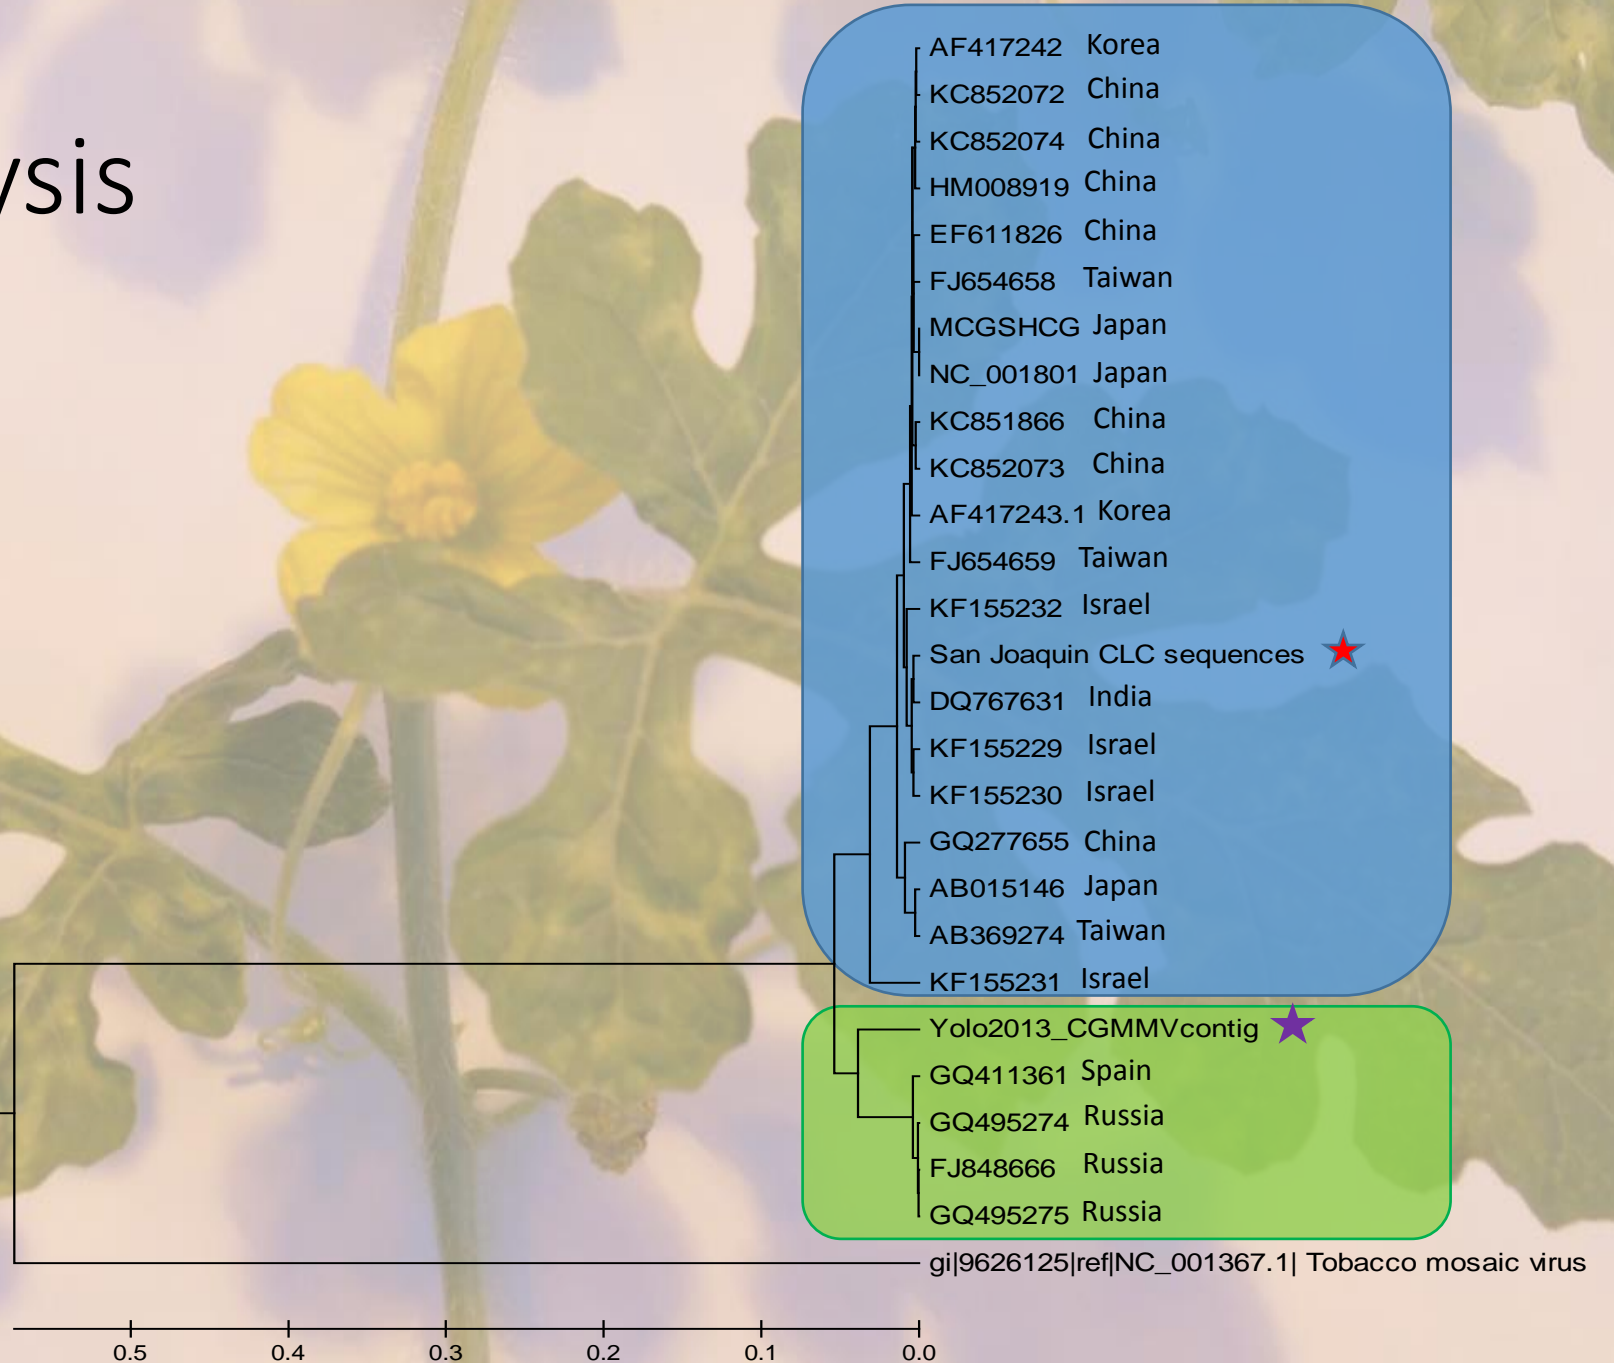 ysis
AF417242 Korea
KC852072 China
KC852074 China
HM008919 China
EF611826 China
FJ654658 Taiwan
MCGSHCG Japan
NC_001801 Japan
KC851866 China
KC852073 China
AF417243.1 Korea
FJ654659 Taiwan
KF155232 Israel
San Joaquin CLC sequences
DQ767631 India
KF155229 Israel
KF155230 Israel
GQ277655 China
AB015146 Japan
AB369274 Taiwan
KF155231 Israel
Yolo2013_CGMMVcontig
GQ411361 Spain
GQ495274 Russia
FJ848666 Russia
GQ495275 Russia
gi|9626125|ref|NC_001367.1| Tobacco mosaic virus
0.5 0.4 0.3 0.2 0.1 0.0